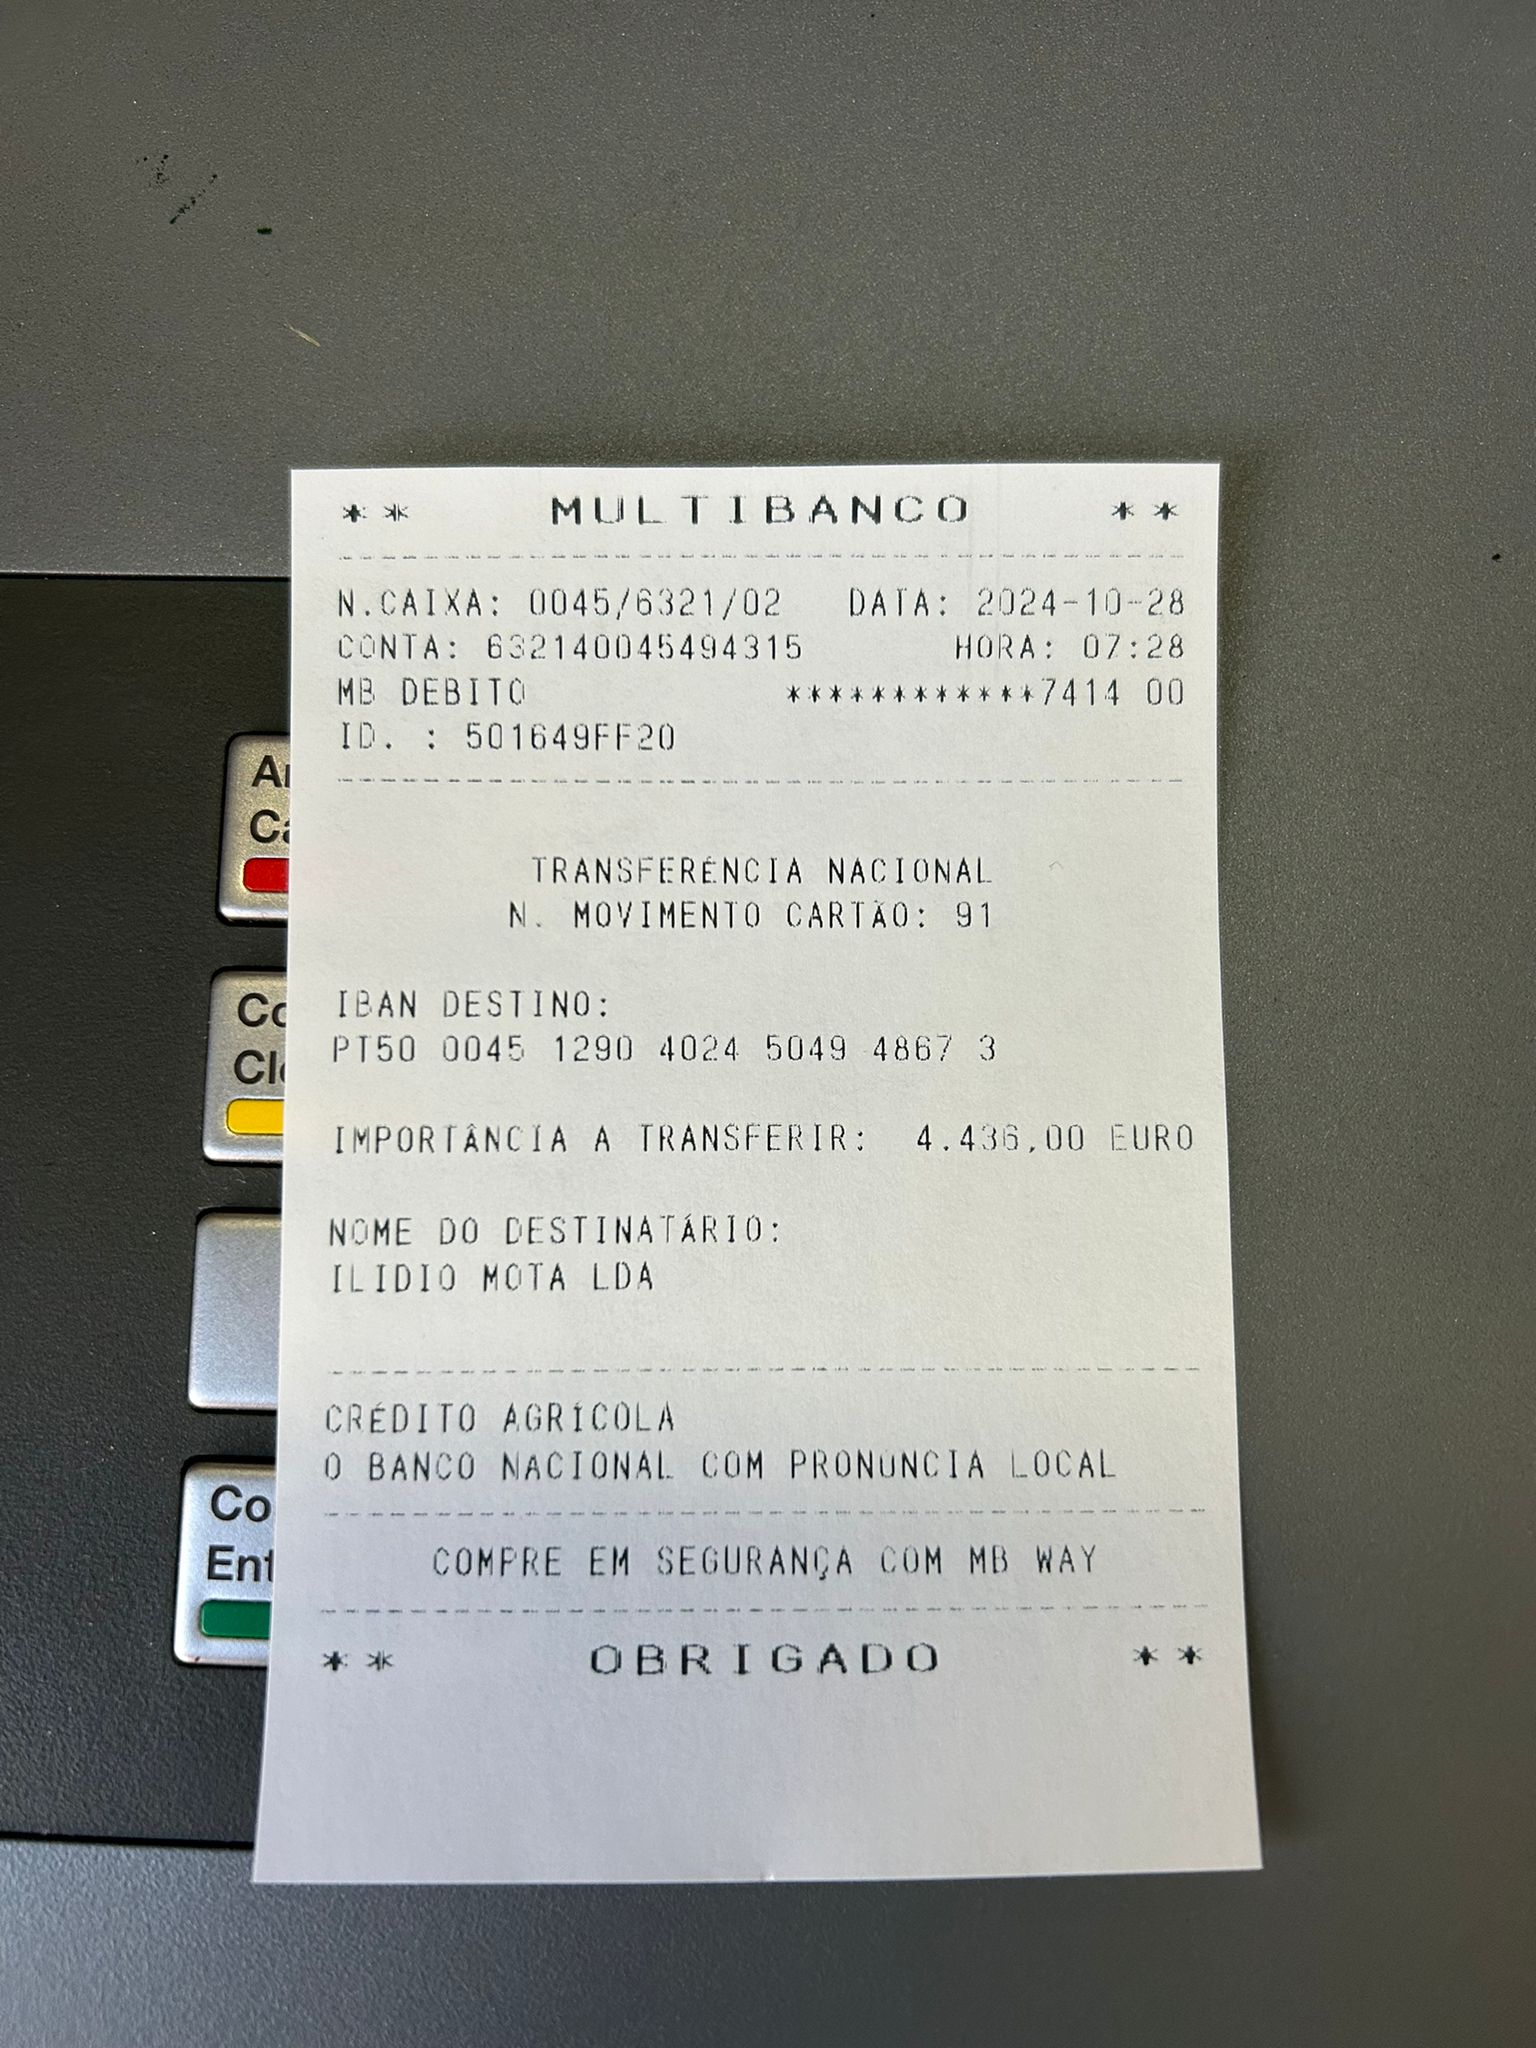 ** MULTIBANCO **
N.CAIXA: 0045/6321/02 DATA: 2024-10-28
CONTA: 632140045494315 HORA: 07:28
MB DEBITO ************7414 00
ID. : 501649FF20
TRANSFERÊNCIA NACIONAL
N. MOVIMENTO CARTÃO: 91
IBAN DESTINO:
PT50 0045 1290 4024 5049 4867 3
IMPORTÂNCIA A TRANSFERIR: 4.436,00 EURO
NOME DO DESTINATÁRIO:
ILIDIO MOTA LDA
CRÉDITO AGRÍCOLA
O BANCO NACIONAL COM PRONÚNCIA LOCAL
COMPRE EM SEGURANÇA COM MB WAY
** OBRIGADO **